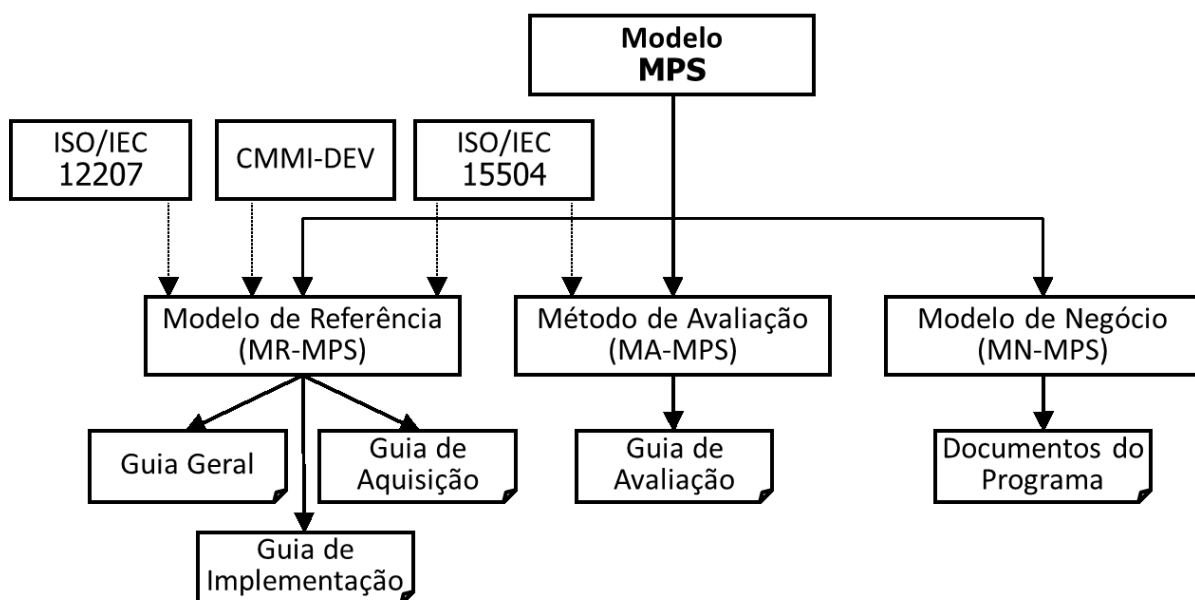 Modelo
MPS
ISO/IEC
12207
CMMI-DEV
ISO/IEC
15504
Modelo de Referência
(MR-MPS)
Método de Avaliação
(MA-MPS)
Modelo de Negócio
(MN-MPS)
Guia Geral
Guia de
Aquisição
Guia de
Avaliação
Documentos do
Programa
Guia de
Implementação